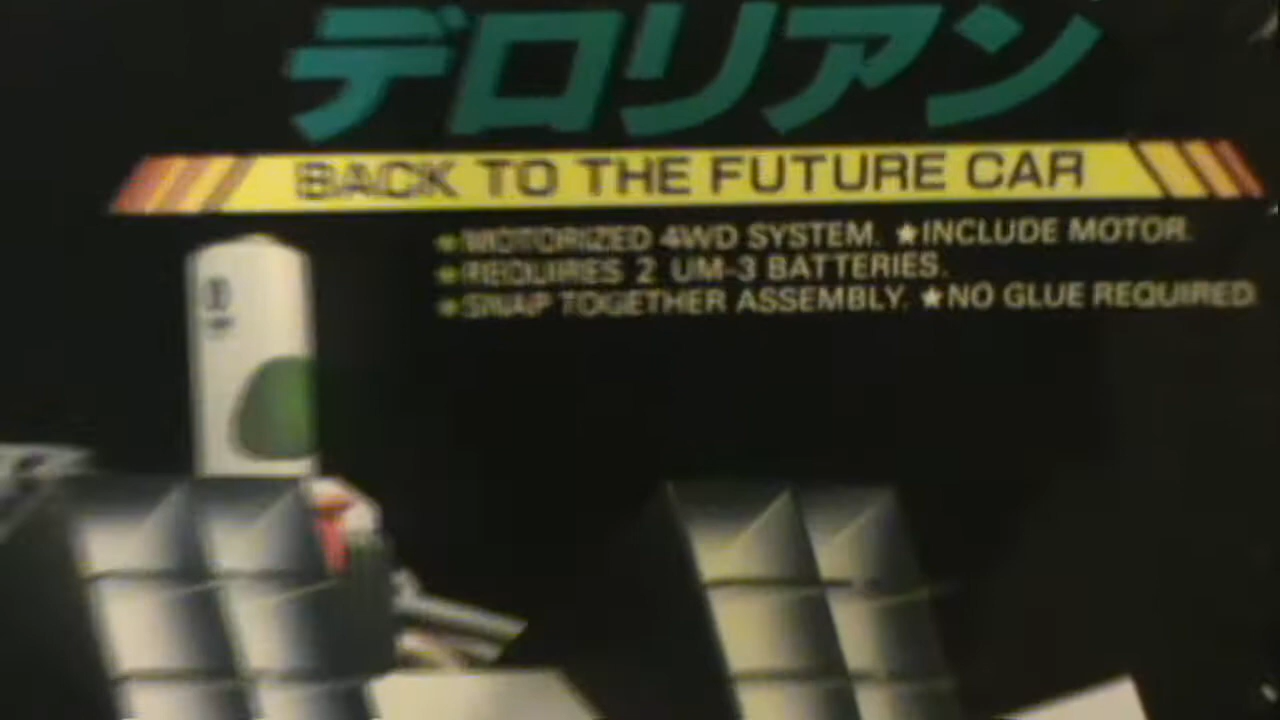 デロリアン
BACK TO THE FUTURE CAR
★MOTORIZED 4WD SYSTEM. ★INCLUDE MOTOR.
★REQUIRES 2 UM-3 BATTERIES.
★SNAP TOGETHER ASSEMBLY. ★NO GLUE REQUIRED